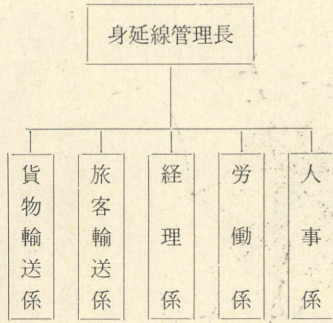 身延線管理長
人事係
労働係
経理係
旅客輸送係
貨物輸送係